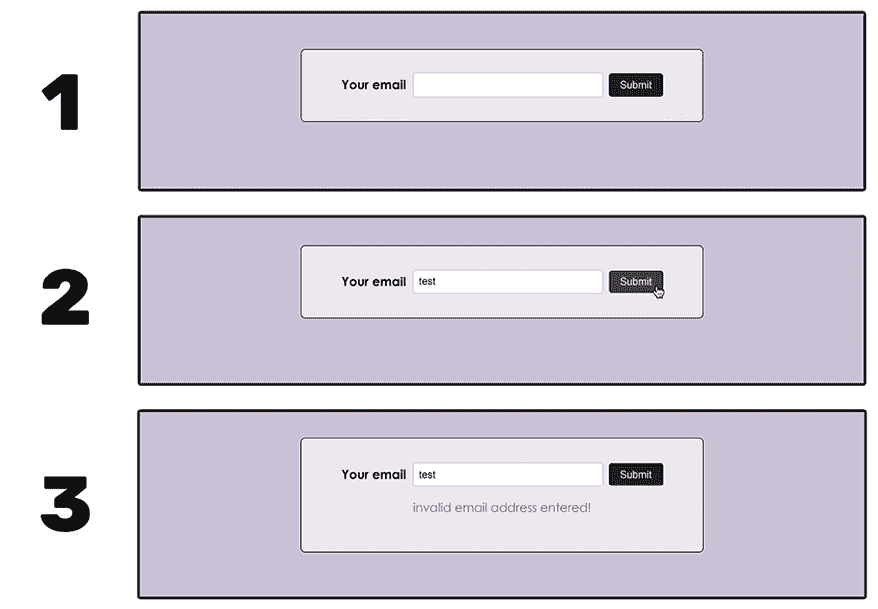 1
Your email Submit
2
Your email test Submit
3
Your email test Submit
invalid email address entered!